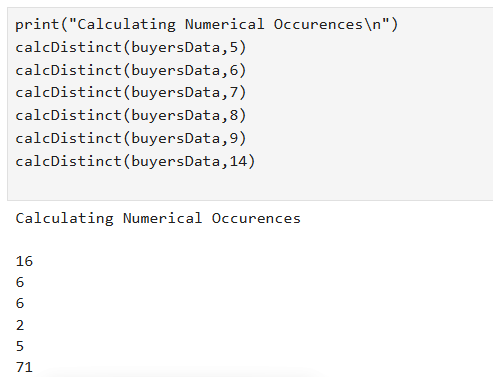 print("Calculating Numerical Occurences\n")
calcDistinct(buyersData,5)
calcDistinct(buyersData,6)
calcDistinct(buyersData,7)
calcDistinct(buyersData,8)
calcDistinct(buyersData,9)
calcDistinct(buyersData,14)
Calculating Numerical Occurences
16
6
6
2
5
71